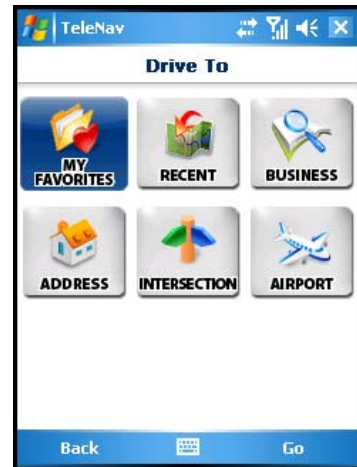 TeleNav
Drive To
MY FAVORITES
RECENT
BUSINESS
ADDRESS
INTERSECTION
AIRPORT
Back
Go